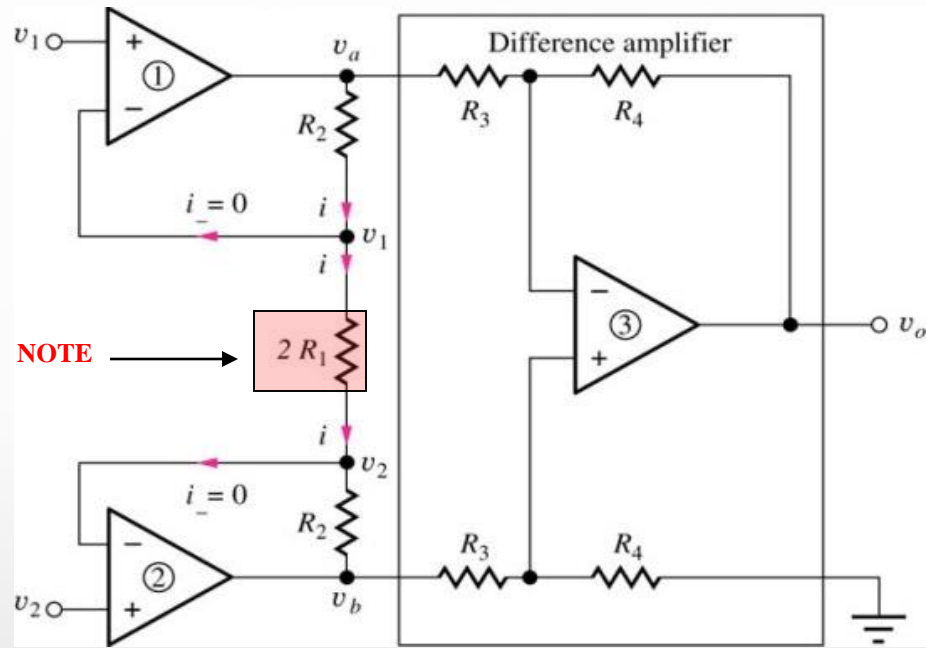 v1
+
1
−
va
Difference amplifier
R3
R4
R2
i_ = 0
i
v1
i
−
3
+
vo
NOTE
2 R1
i
v2
i_ = 0
R2
−
2
+
v2
vb
R3
R4